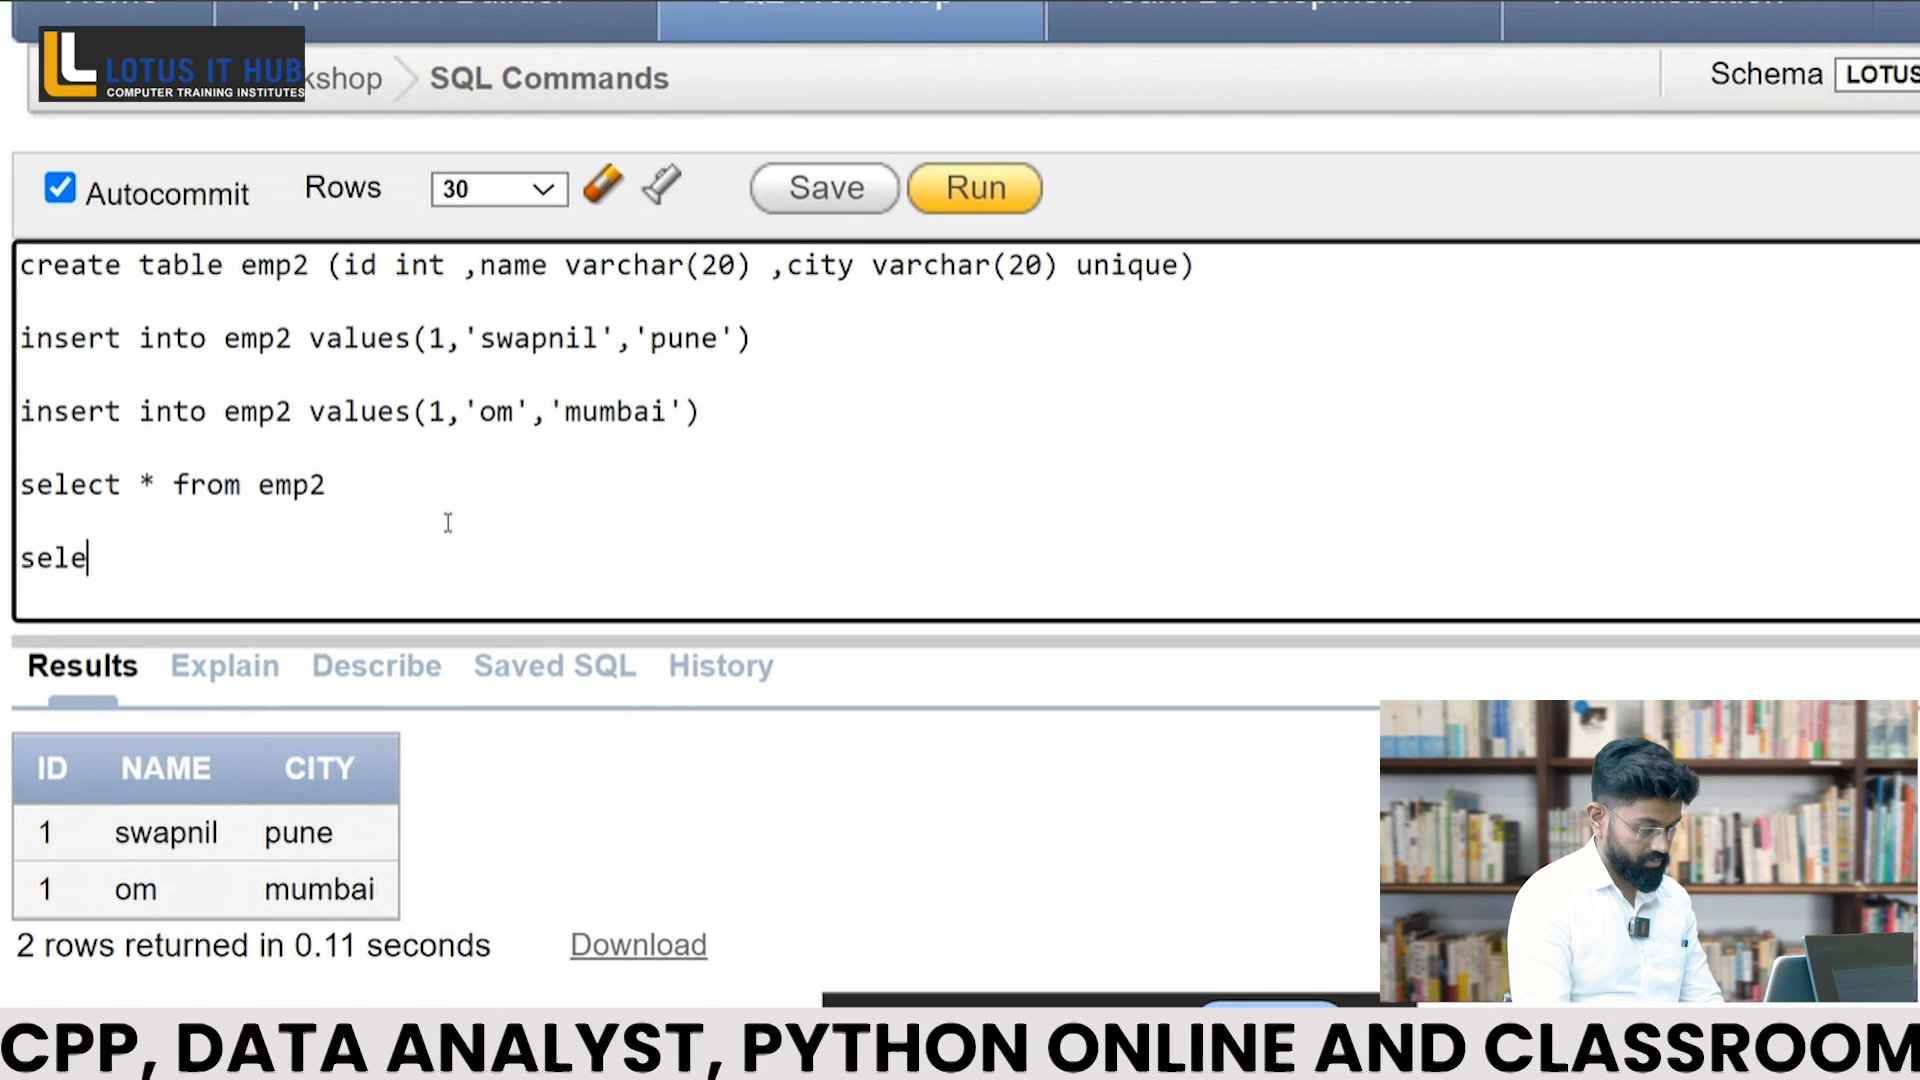 LOTUS IT HUB
COMPUTER TRAINING INSTITUTES
kshop SQL Commands Schema LOTUS
Autocommit Rows 30 Save Run
create table emp2 (id int ,name varchar(20) ,city varchar(20) unique)
insert into emp2 values(1,'swapnil','pune')
insert into emp2 values(1,'om','mumbai')
select * from emp2
sele
Results Explain Describe Saved SQL History
ID NAME CITY
1 swapnil pune
1 om mumbai
2 rows returned in 0.11 seconds Download
CPP, DATA ANALYST, PYTHON ONLINE AND CLASSROOM